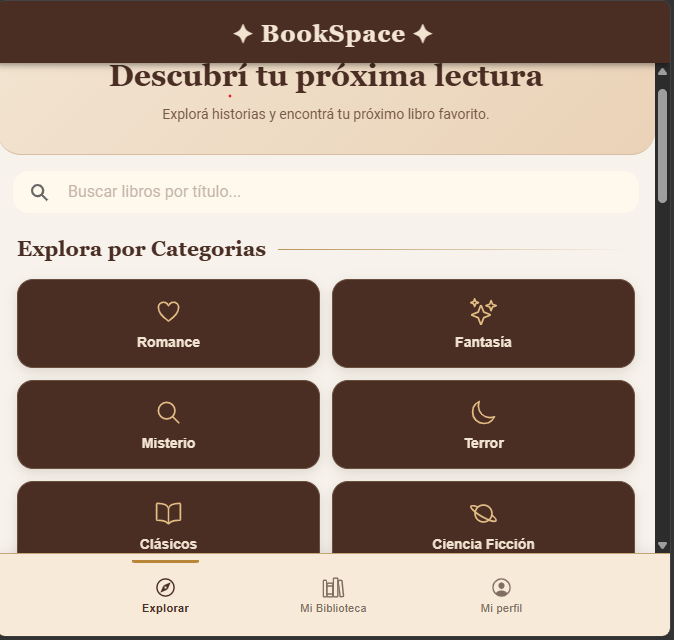 ✦ BookSpace ✦
Descubrí tu próxima lectura
Explorá historias y encontrá tu próximo libro favorito.
Buscar libros por título...
Explora por Categorias
Romance
Fantasia
Misterio
Terror
Clásicos
Ciencia Ficción
Explorar
Mi Biblioteca
Mi perfil